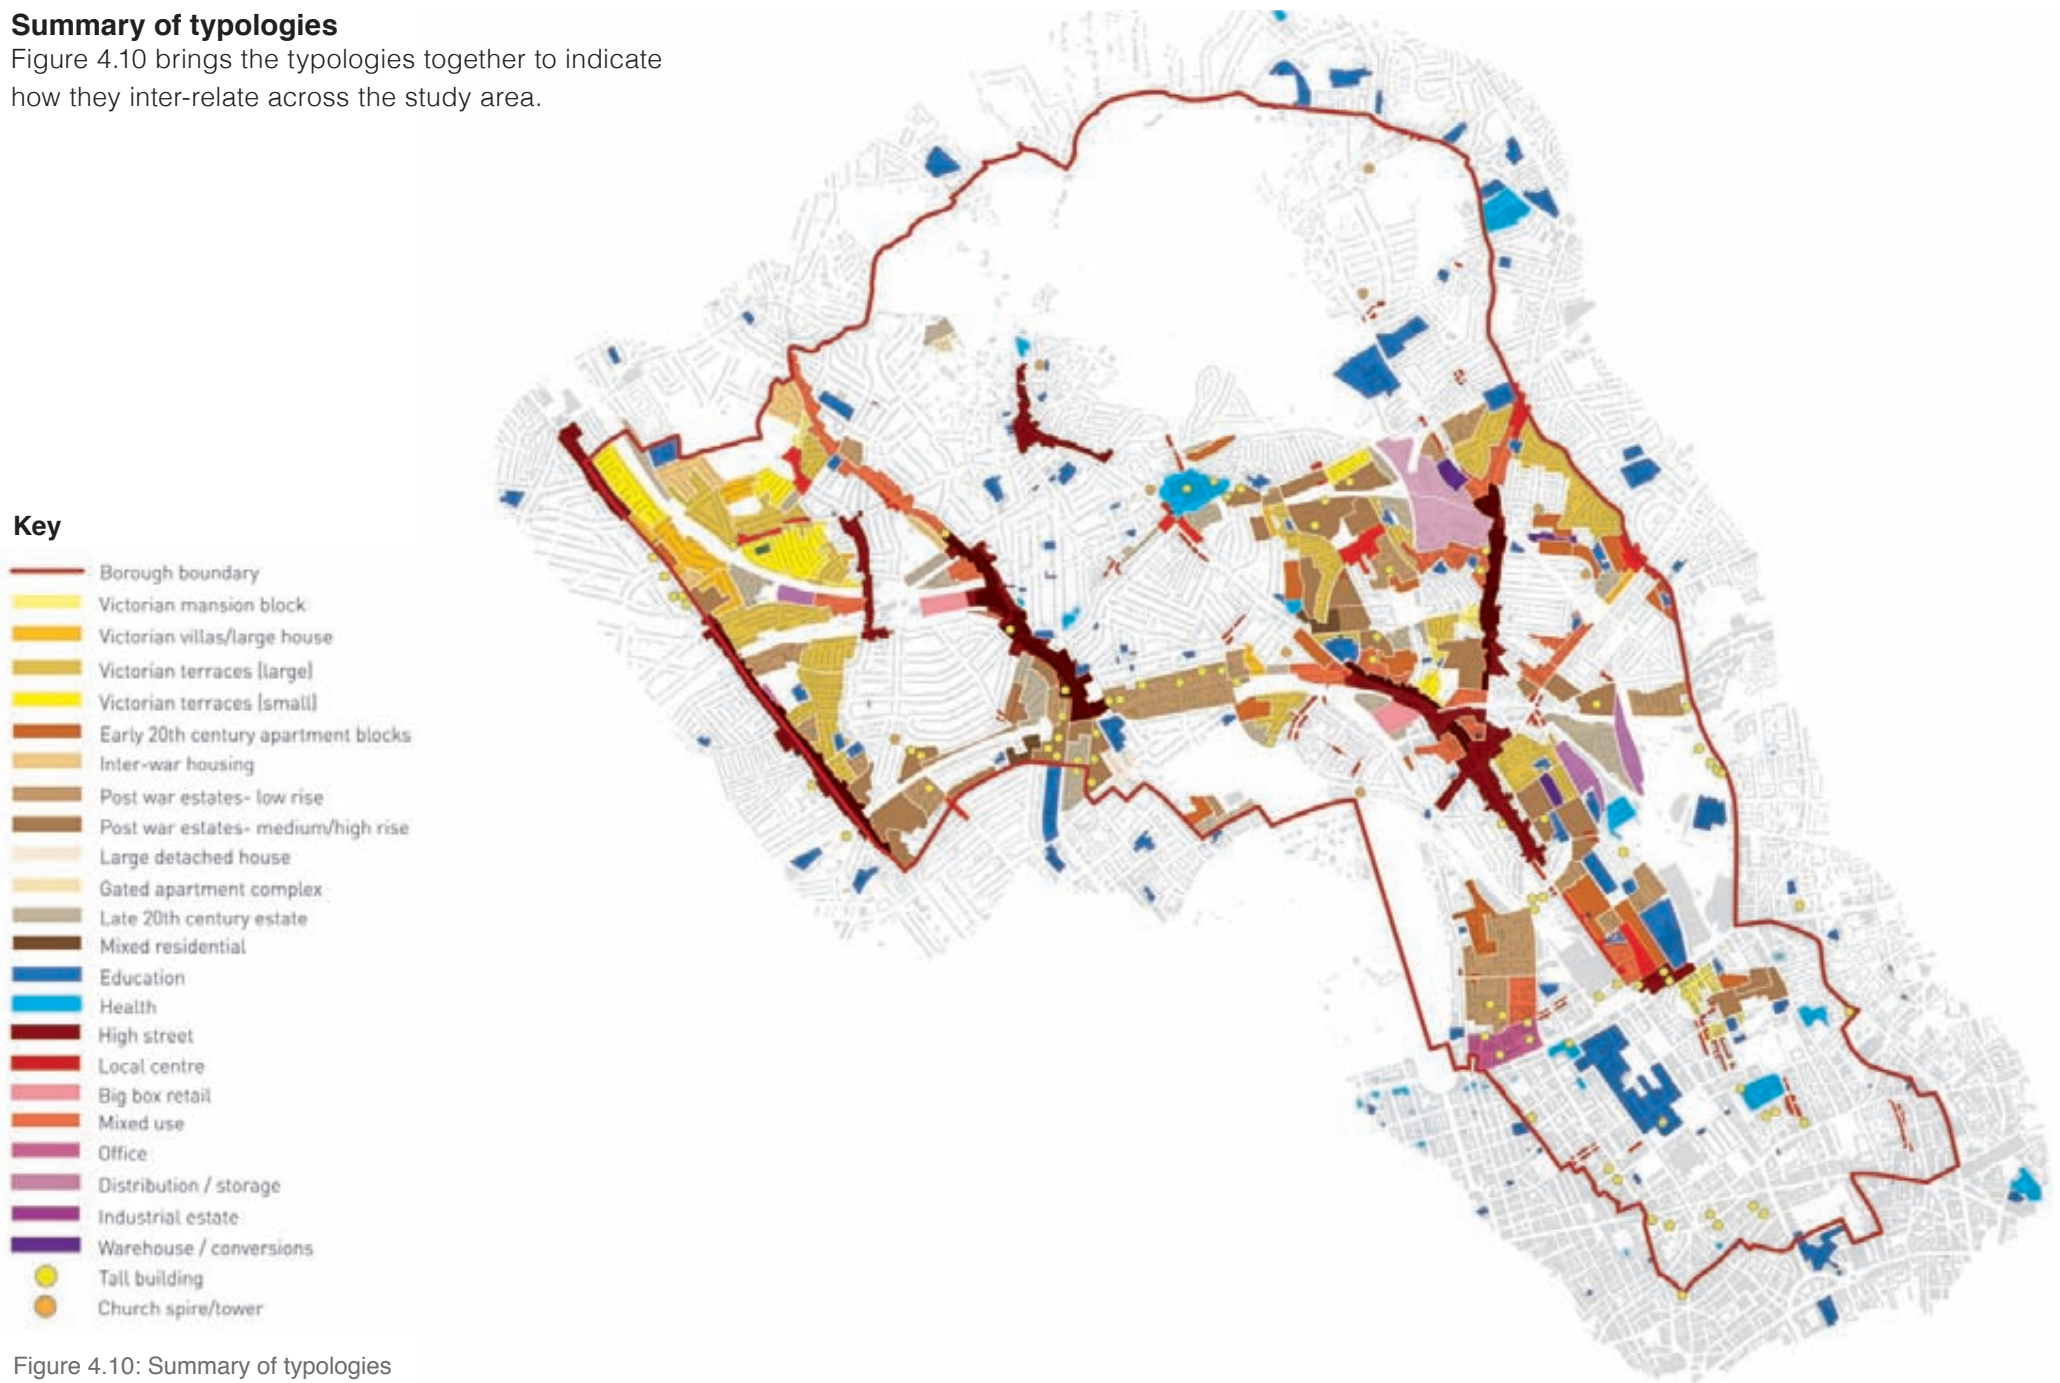 Summary of typologies
Figure 4.10 brings the typologies together to indicate
how they inter-relate across the study area.
Key
Borough boundary
Victorian mansion block
Victorian villas/large house
Victorian terraces (large)
Victorian terraces (small)
Early 20th century apartment blocks
Inter-war housing
Post war estates- low rise
Post war estates- medium/high rise
Large detached house
Gated apartment complex
Late 20th century estate
Mixed residential
Education
Health
High street
Local centre
Big box retail
Mixed use
Office
Distribution / storage
Industrial estate
Warehouse / conversions
Tall building
Church spire/tower
Figure 4.10: Summary of typologies